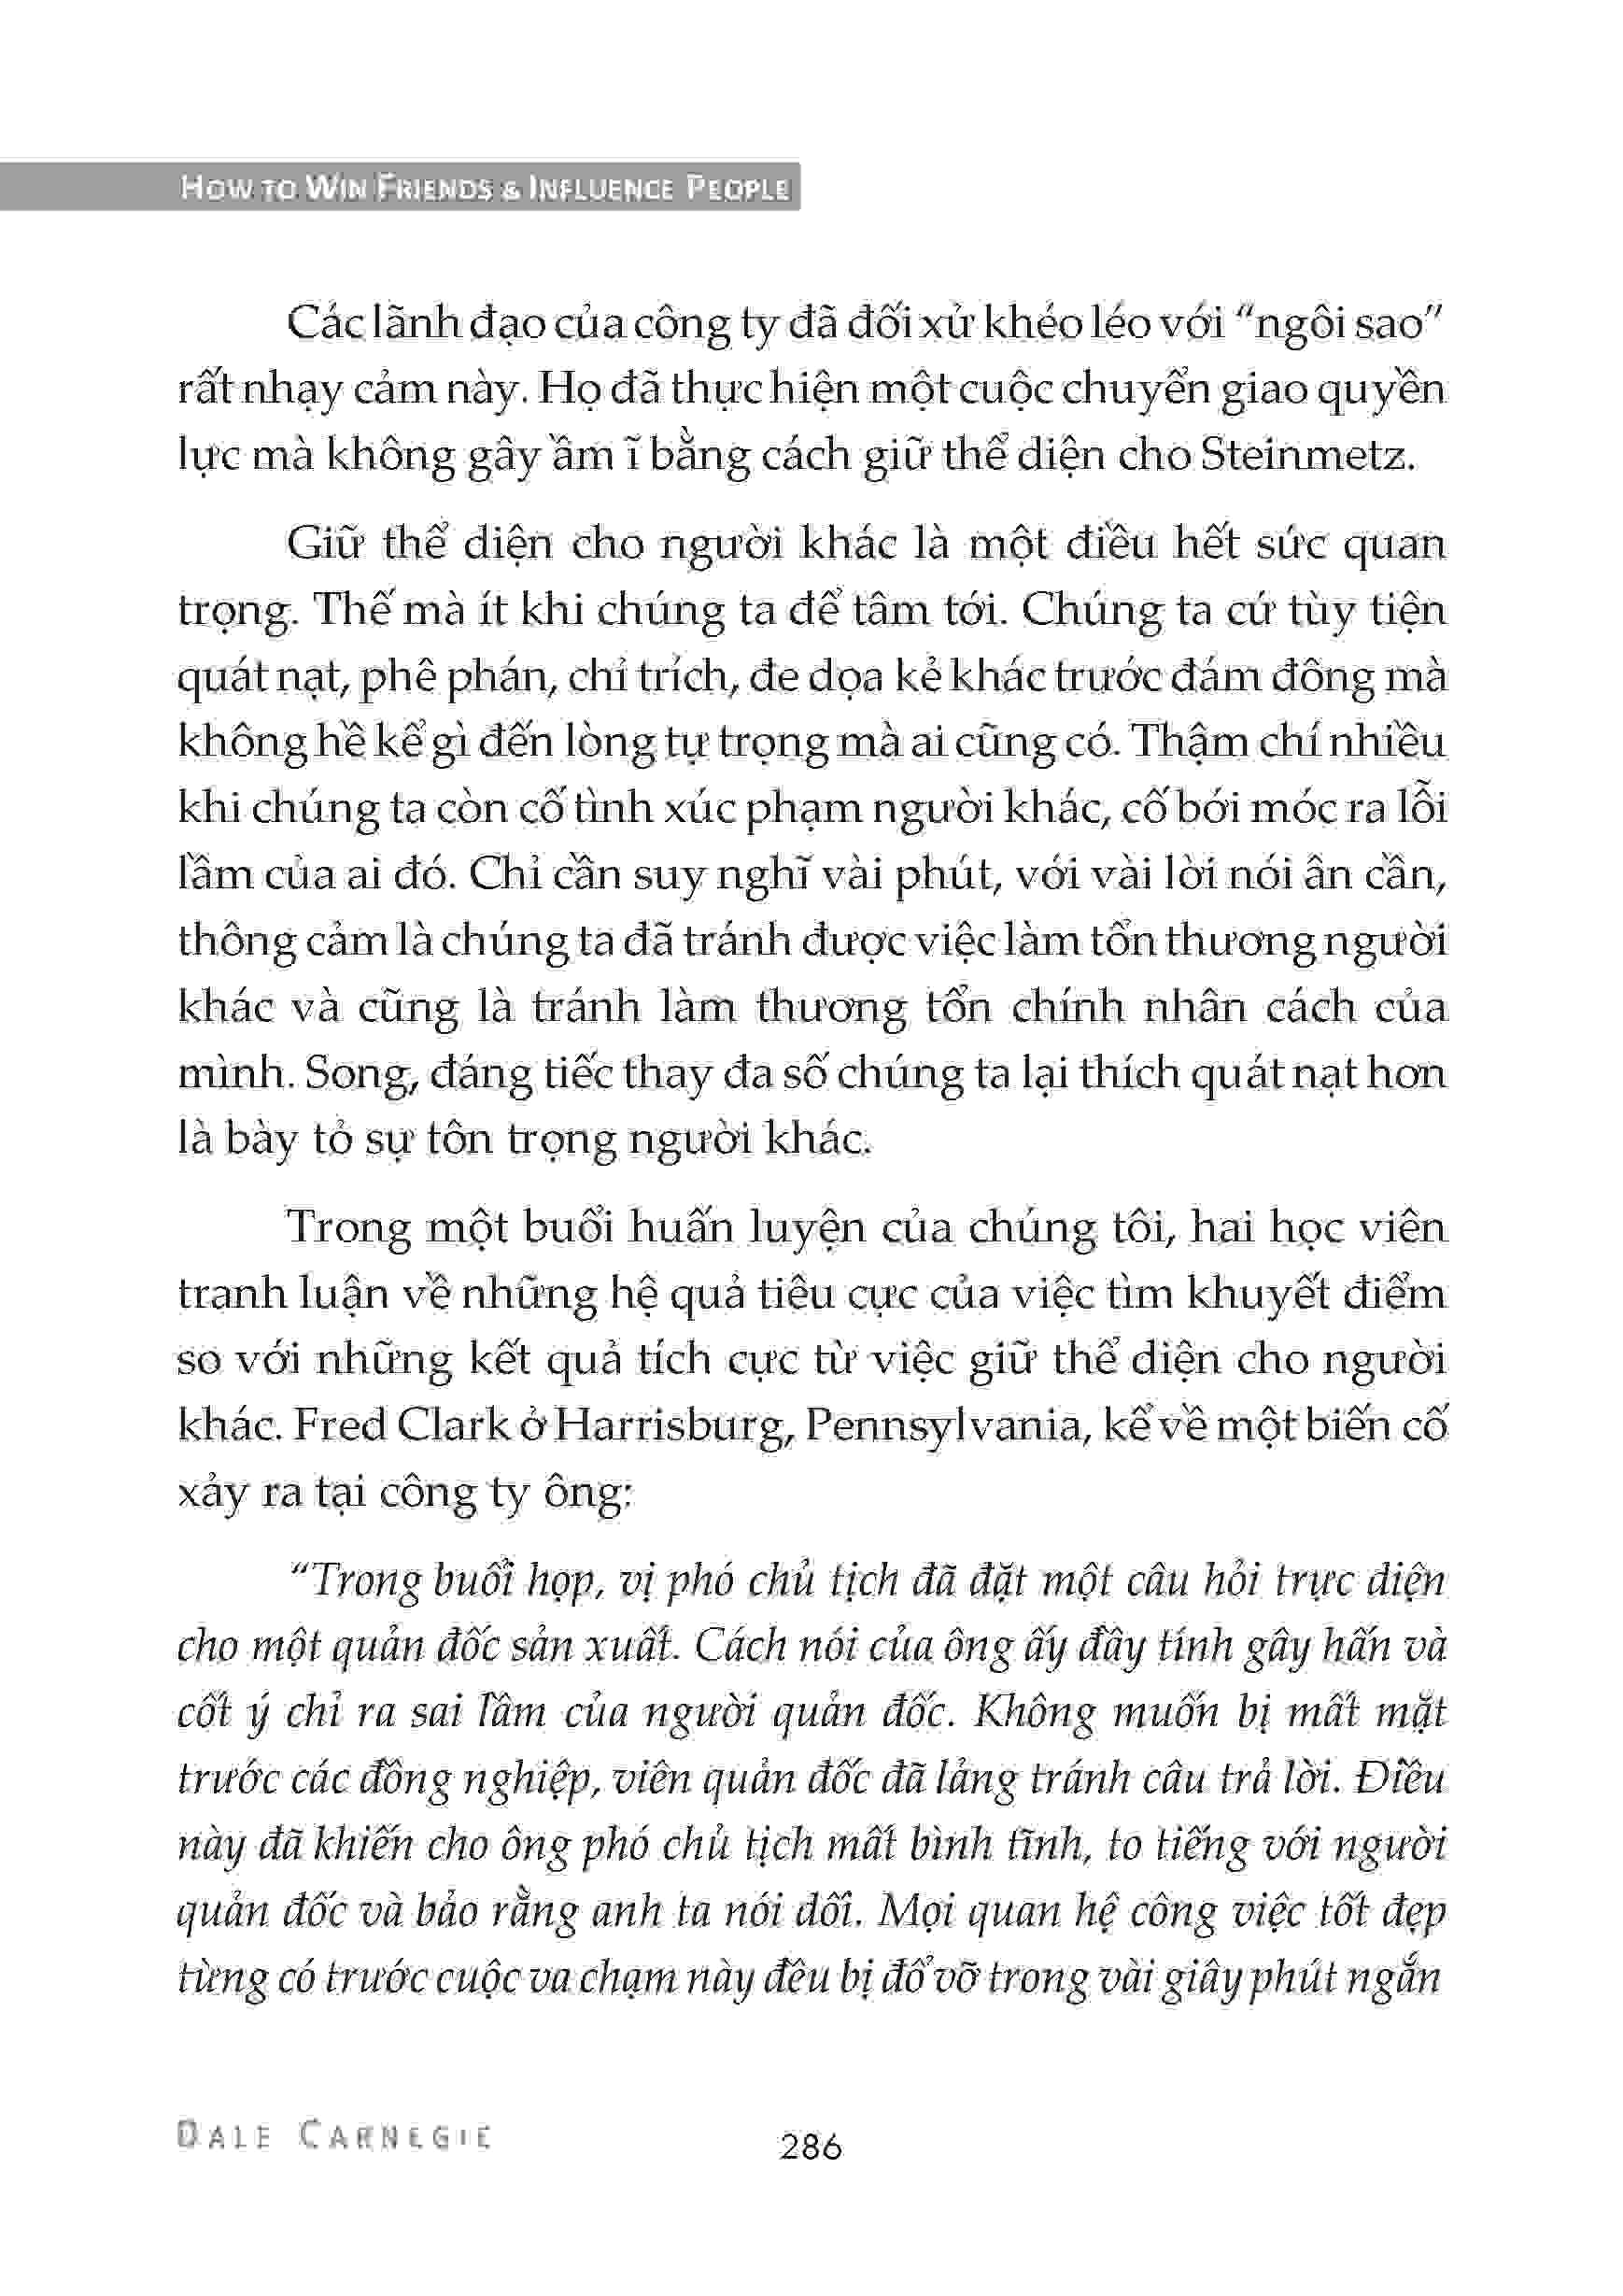 HOW TO WIN FRIENDS & INFLUENCE PEOPLE
Các lãnh đạo của công ty đã đối xử khéo léo với “ngôi sao”
rất nhạy cảm này. Họ đã thực hiện một cuộc chuyển giao quyền
lực mà không gây ầm ĩ bằng cách giữ thể diện cho Steinmetz.
Giữ thể diện cho người khác là một điều hết sức quan
trọng. Thế mà ít khi chúng ta để tâm tới. Chúng ta cứ tùy tiện
quát nạt, phê phán, chỉ trích, đe dọa kẻ khác trước đám đông mà
không hề kể gì đến lòng tự trọng mà ai cũng có. Thậm chí nhiều
khi chúng ta còn cố tình xúc phạm người khác, cố bới móc ra lỗi
lầm của ai đó. Chỉ cần suy nghĩ vài phút, với vài lời nói ân cần,
thông cảm là chúng ta đã tránh được việc làm tổn thương người
khác và cũng là tránh làm thương tổn chính nhân cách của
mình. Song, đáng tiếc thay đa số chúng ta lại thích quát nạt hơn
là bày tỏ sự tôn trọng người khác.
Trong một buổi huấn luyện của chúng tôi, hai học viên
tranh luận về những hệ quả tiêu cực của việc tìm khuyết điểm
so với những kết quả tích cực từ việc giữ thể diện cho người
khác. Fred Clark ở Harrisburg, Pennsylvania, kể về một biến cố
xảy ra tại công ty ông:
“Trong buổi họp, vị phó chủ tịch đã đặt một câu hỏi trực diện
cho một quản đốc sản xuất. Cách nói của ông ấy đầy tính gây hấn và
cốt ý chỉ ra sai lầm của người quản đốc. Không muốn bị mất mặt
trước các đồng nghiệp, viên quản đốc đã lảng tránh câu trả lời. Điều
này đã khiến cho ông phó chủ tịch mất bình tĩnh, to tiếng với người
quản đốc và bảo rằng anh ta nói dối. Mọi quan hệ công việc tốt đẹp
từng có trước cuộc va chạm này đều bị đổ vỡ trong vài giây phút ngắn
DALE CARNEGIE
286